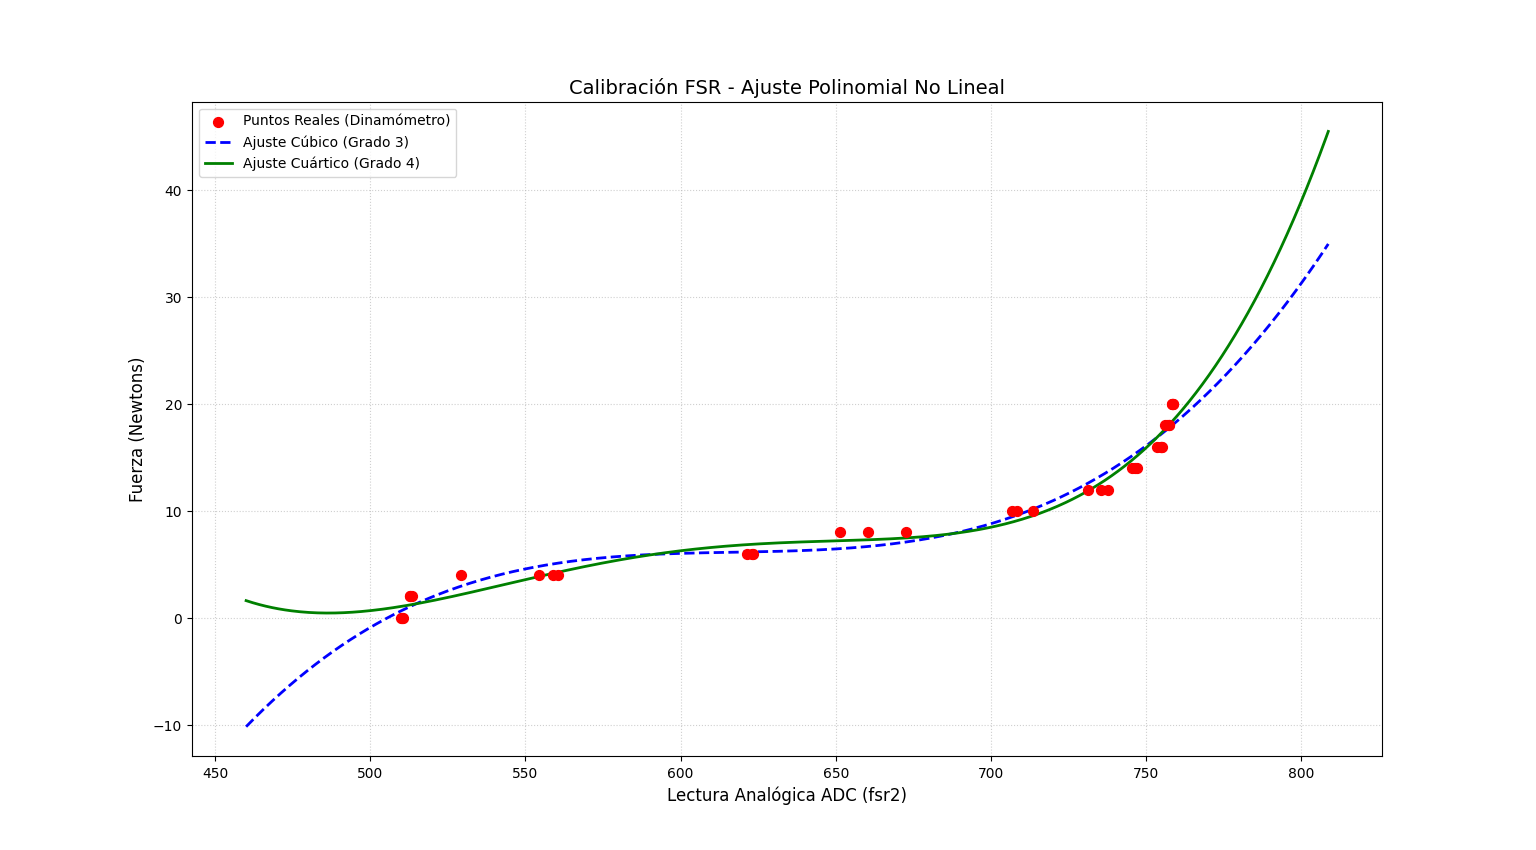 Calibración FSR - Ajuste Polinomial No Lineal
Puntos Reales (Dinamómetro)
Ajuste Cúbico (Grado 3)
Ajuste Cuártico (Grado 4)
Fuerza (Newtons)
40
30
20
10
0
−10
450 500 550 600 650 700 750 800
Lectura Analógica ADC (fsr2)